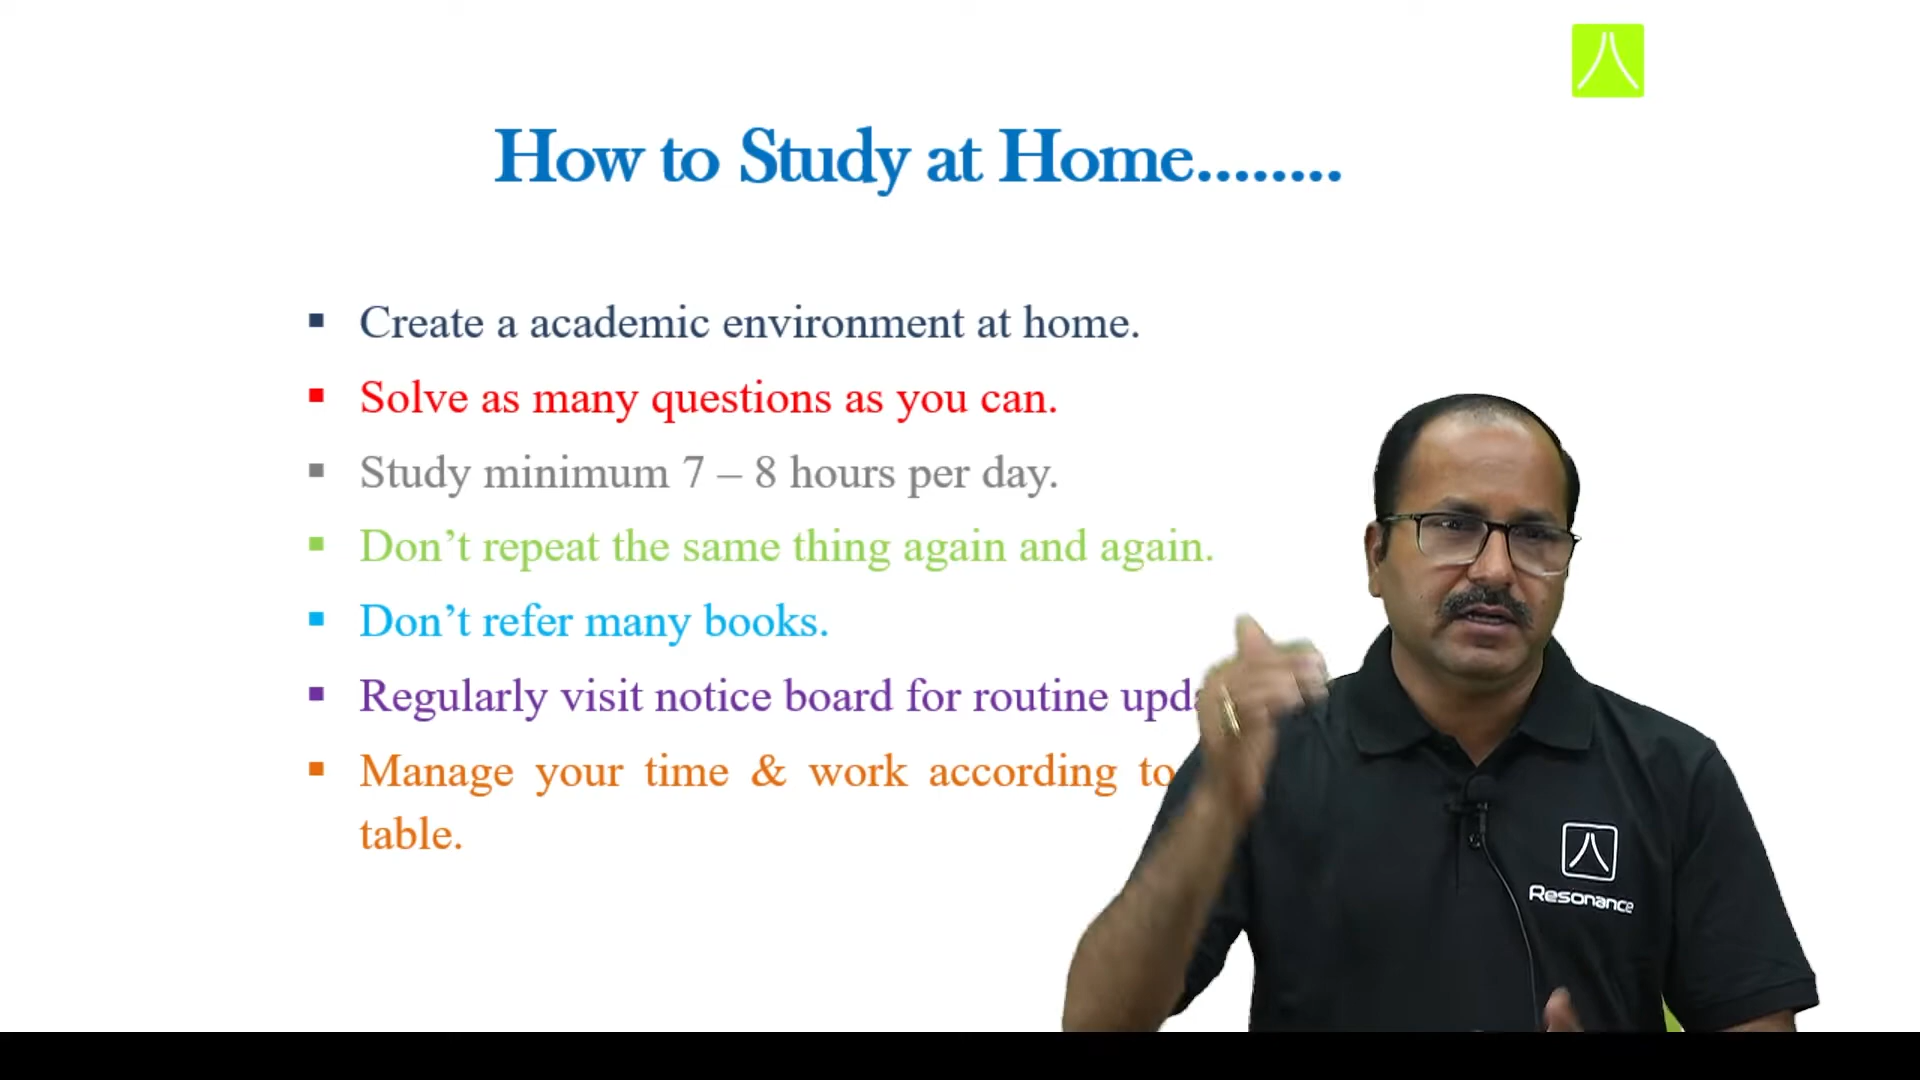 How to Study at Home........
Create a academic environment at home.
Solve as many questions as you can.
Study minimum 7 – 8 hours per day.
Don’t repeat the same thing again and again.
Don’t refer many books.
Regularly visit notice board for routine
Manage your time & work according to
table.
Resonance